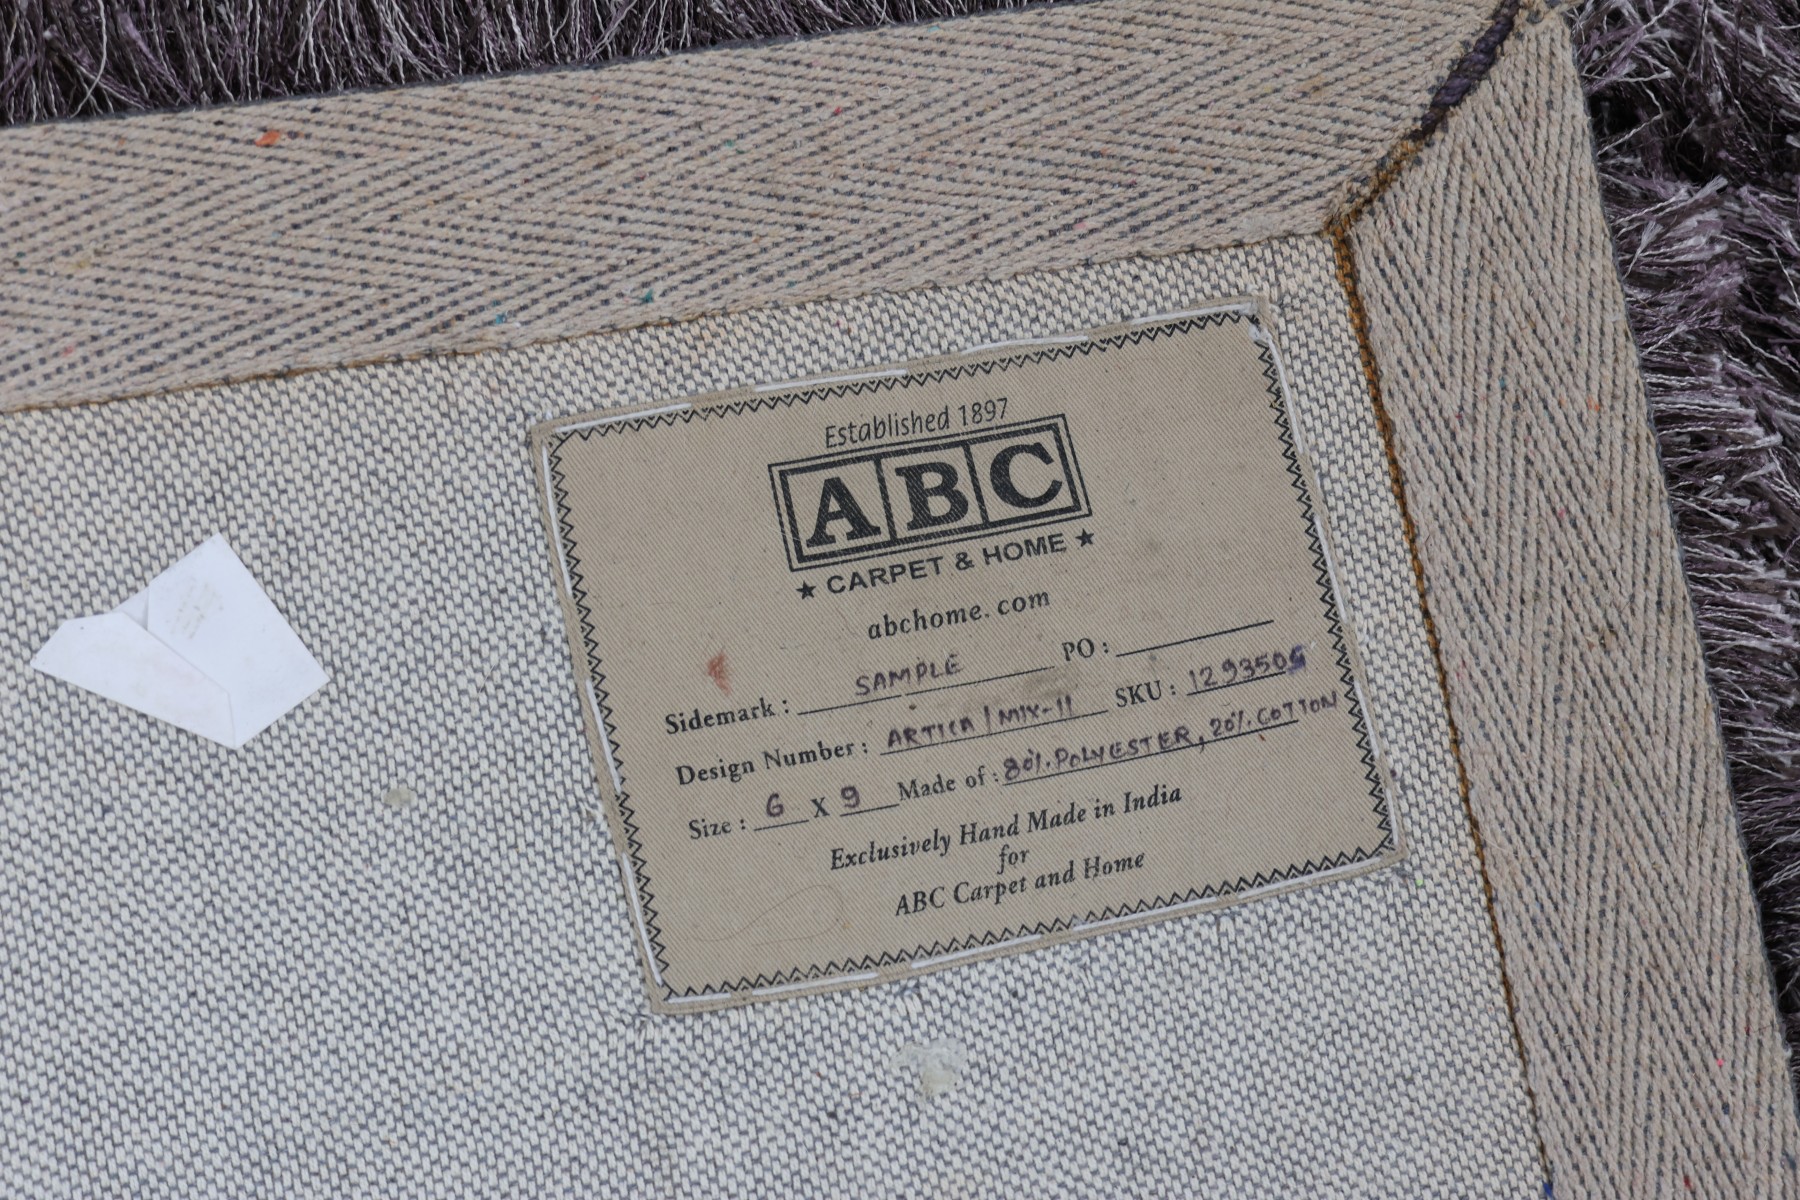 Established 1897
ABC
★ CARPET & HOME ★
abchome.com
Sidemark: SAMPLE PO:
Design Number: ARTICA / MIX-11 SKU: 129350
Size: 6 X 9 Made of: 80%. POLYESTER, 20%. COTTON
Exclusively Hand Made in India
for
ABC Carpet and Home